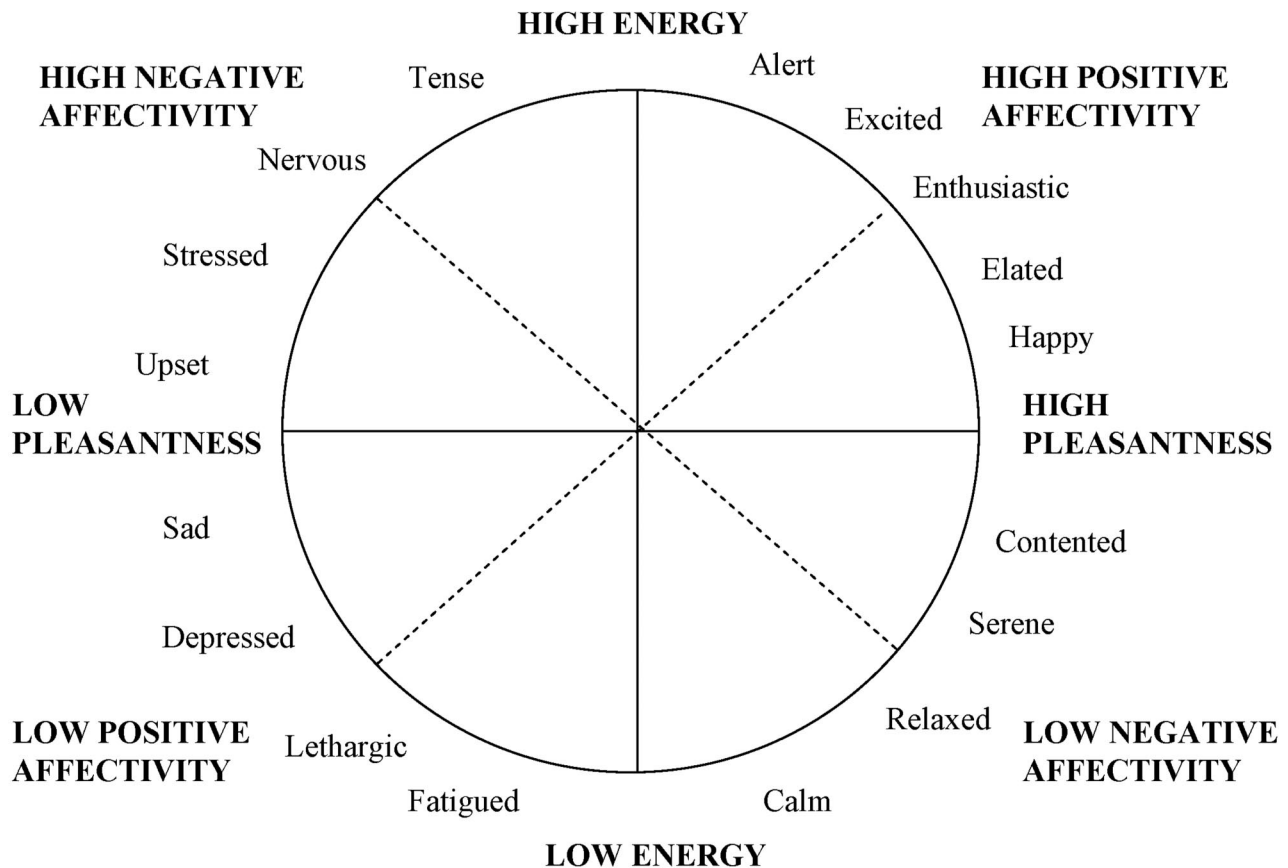 HIGH ENERGY
HIGH NEGATIVE
AFFECTIVITY
Tense
Alert
HIGH POSITIVE
AFFECTIVITY
Excited
Nervous
Enthusiastic
Stressed
Elated
Happy
Upset
LOW
PLEASANTNESS
HIGH
PLEASANTNESS
Sad
Contented
Depressed
Serene
LOW POSITIVE
AFFECTIVITY
Lethargic
Relaxed
LOW NEGATIVE
AFFECTIVITY
Fatigued
Calm
LOW ENERGY